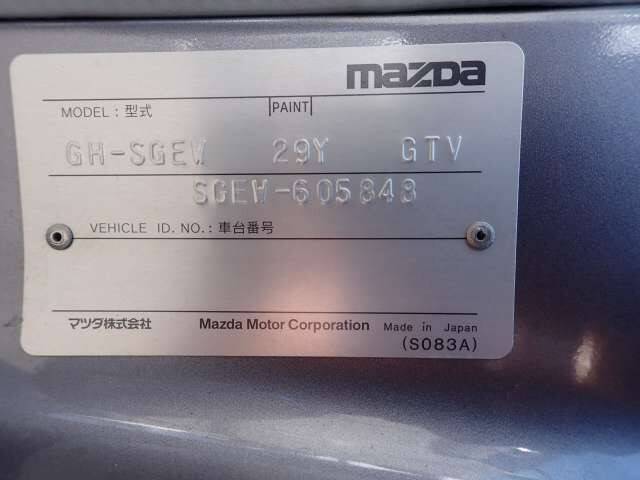 mazda
MODEL : 型式 PAINT
GH-SGEW 29Y GTV
SGEW-605848
VEHICLE ID. NO. : 車台番号
マツダ株式会社 Mazda Motor Corporation Made in Japan
(S083A)